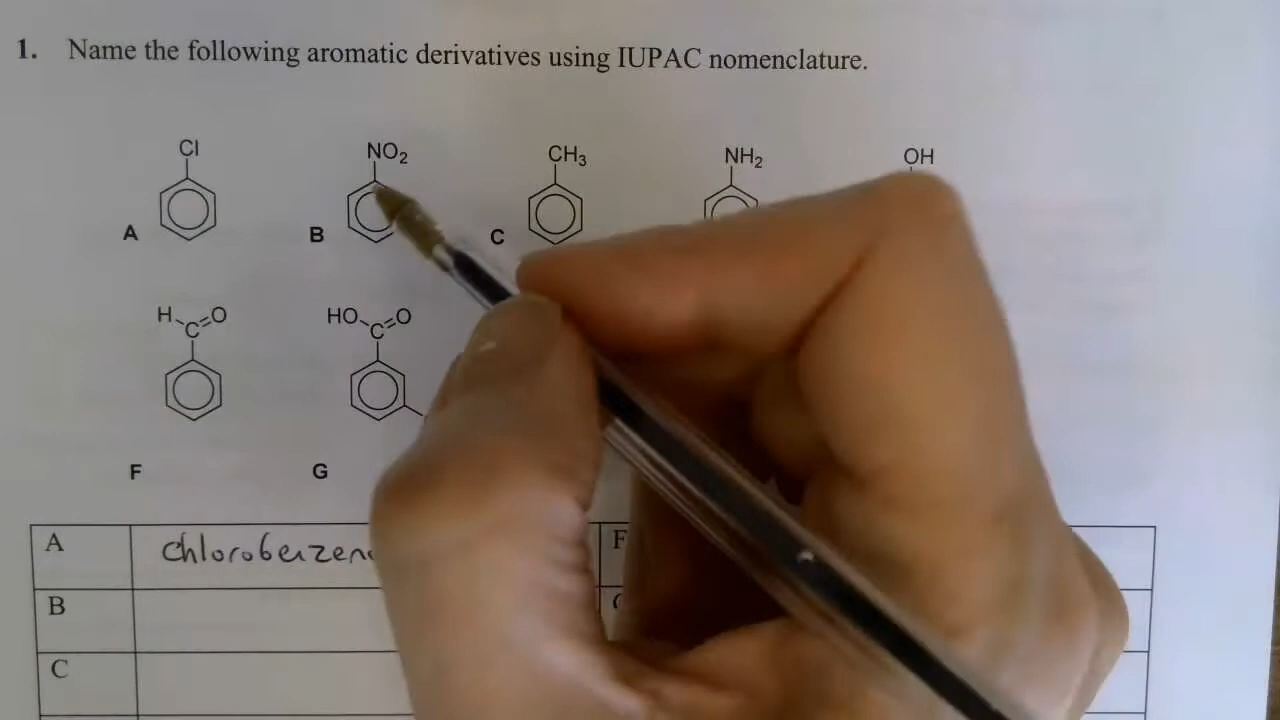 1. Name the following aromatic derivatives using IUPAC nomenclature.
Cl NO₂ CH₃ NH₂ OH
A B C
H C O HO C O
F G
A chlorobenzen F
B
C